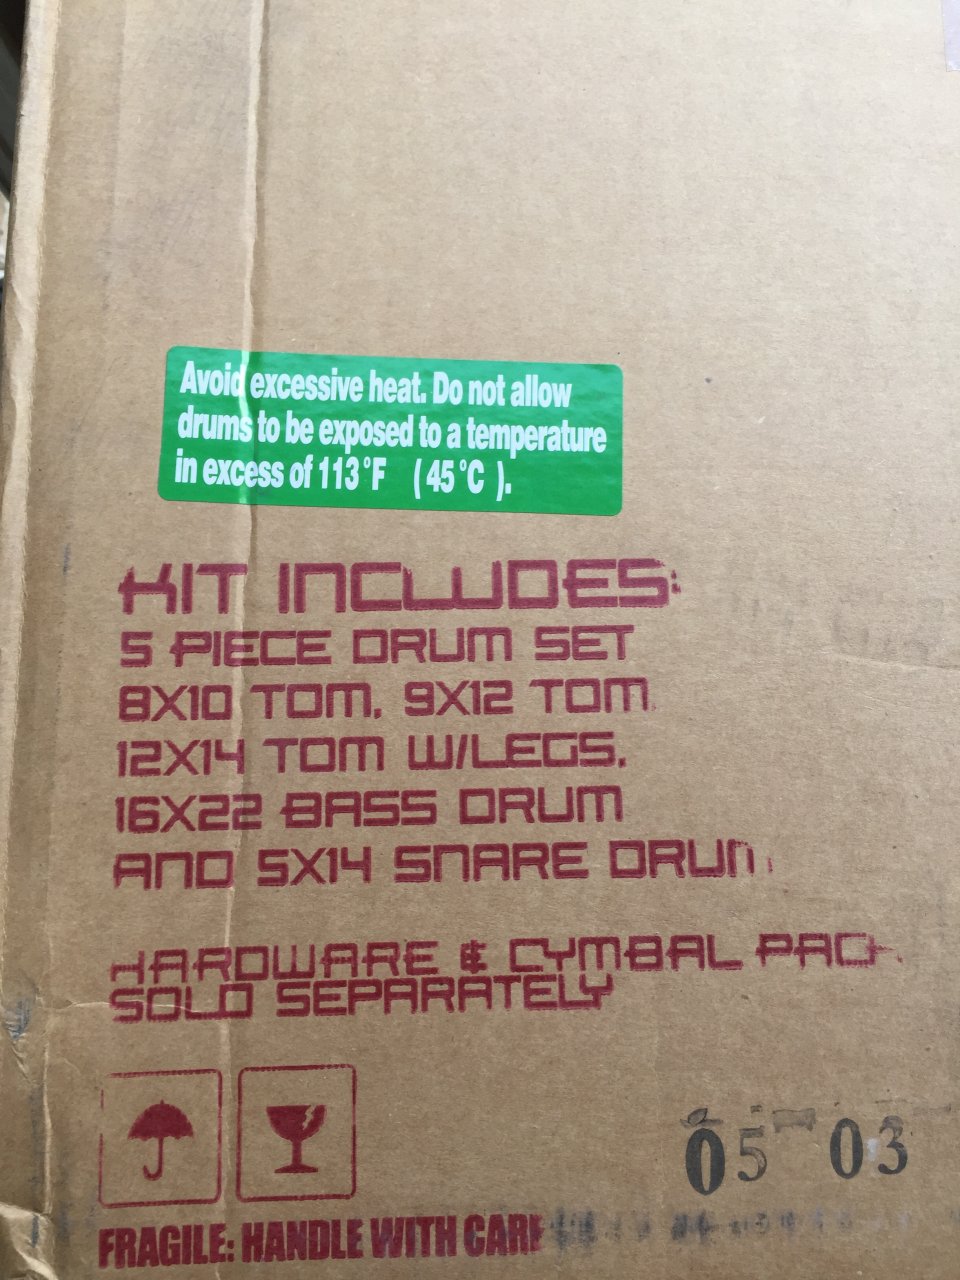 Avoid excessive heat. Do not allow
drums to be exposed to a temperature
in excess of 113°F (45°C ).
KIT INCLUDES:
5 PIECE DRUM SET
8X10 TOM, 9X12 TOM,
12X14 TOM W/LEGS,
16X22 BASS DRUM
AND 5X14 SNARE DRUM
HARDWARE & CYMBAL PACK
SOLD SEPARATELY
05 03
FRAGILE: HANDLE WITH CARE